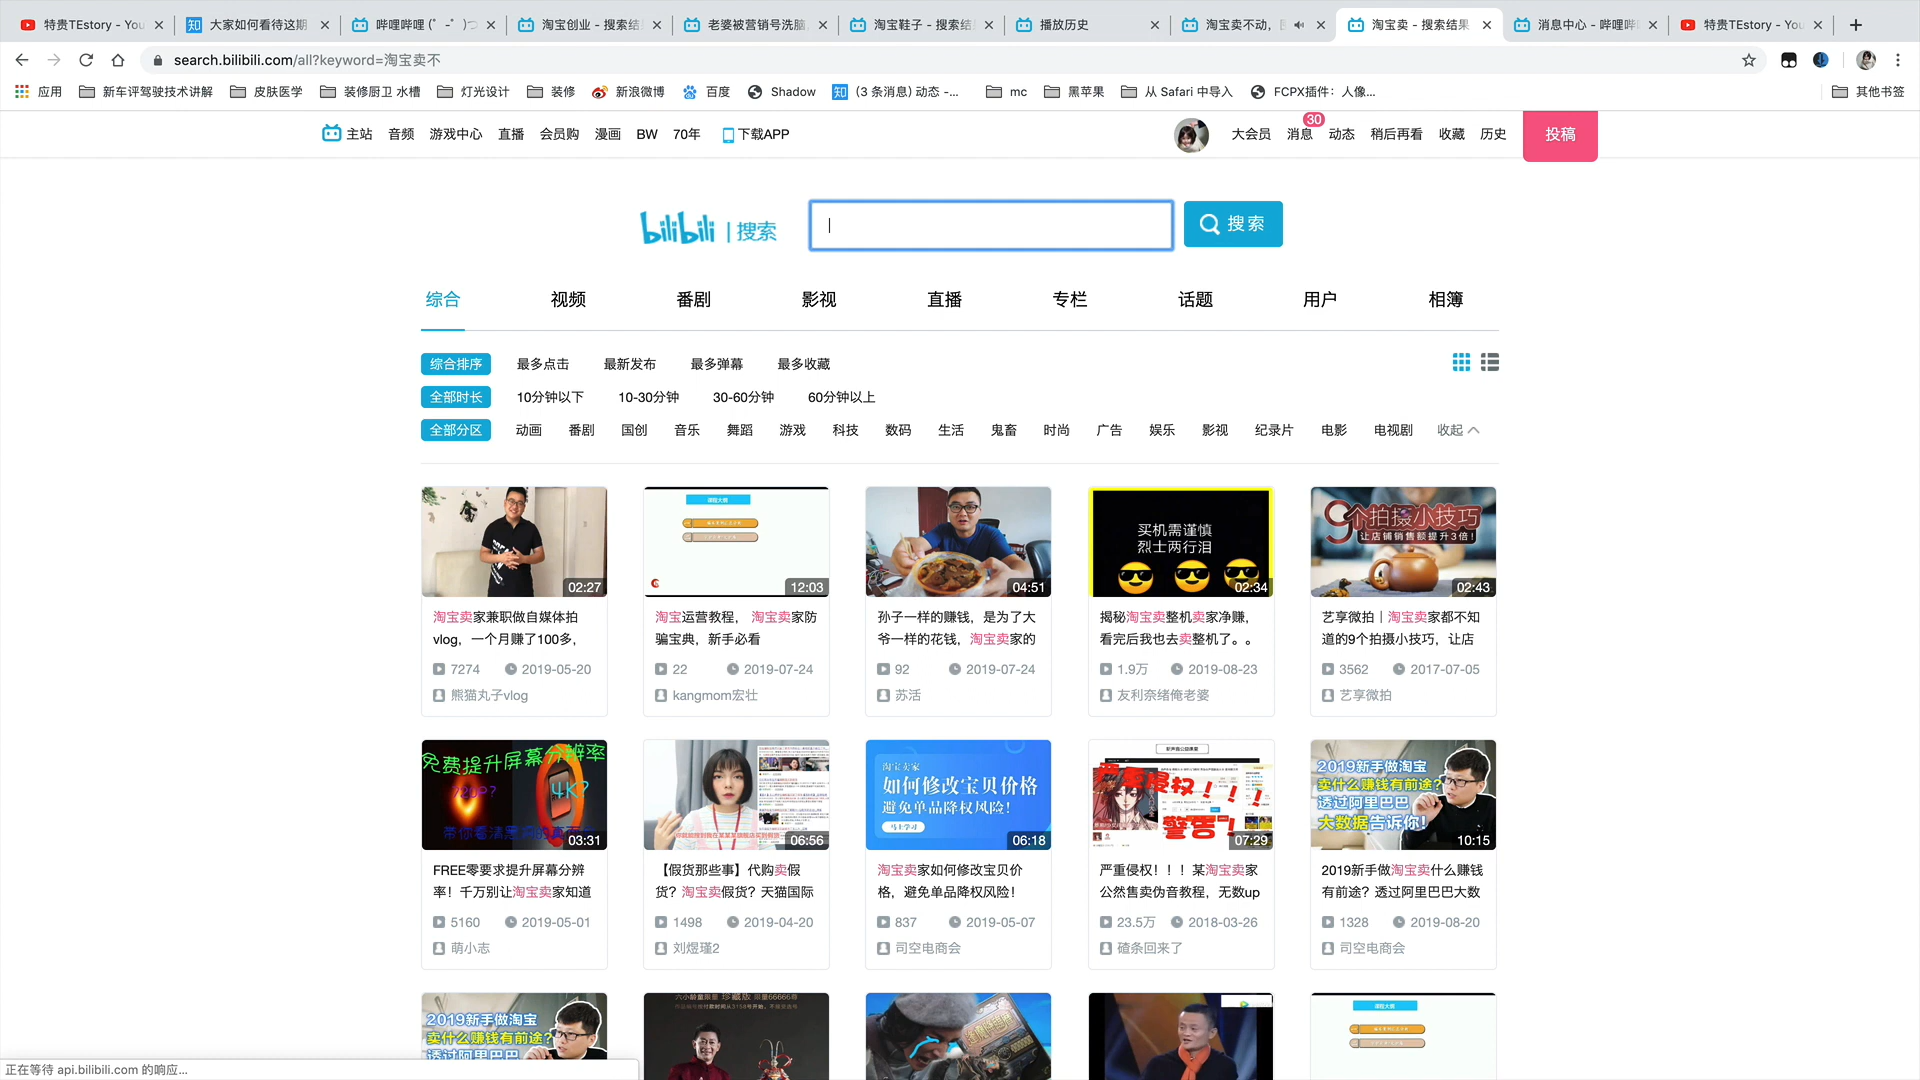 特贵TEstory - You
大家如何看待这期
哔哩哔哩 (゜-゜)つ
淘宝创业 - 搜索结
老婆被营销号洗脑
淘宝鞋子 - 搜索结
播放历史
淘宝卖不动,
淘宝卖 - 搜索结果
消息中心 - 哔哩哔
特贵TEstory - You
search.bilibili.com/all?keyword=淘宝卖不
应用
新车评驾驶技术讲解
皮肤医学
装修厨卫 水槽
灯光设计
装修
新浪微博
百度
Shadow
(3 条消息) 动态 -...
mc
黑苹果
从 Safari 中导入
FCPX插件：人像...
其他书签
主站 音频 游戏中心 直播 会员购 漫画 BW 70年 下载APP
大会员 消息 30 动态 稍后再看 收藏 历史 投稿
bilibili | 搜索
搜索
综合 视频 番剧 影视 直播 专栏 话题 用户 相簿
综合排序 最多点击 最新发布 最多弹幕 最多收藏
全部时长 10分钟以下 10-30分钟 30-60分钟 60分钟以上
全部分区 动画 番剧 国创 音乐 舞蹈 游戏 科技 数码 生活 鬼畜 时尚 广告 娱乐 影视 纪录片 电影 电视剧 收起
02:27
淘宝卖家兼职做自媒体拍
vlog，一个月赚了100多，
7274 2019-05-20
熊猫丸子vlog
12:03
淘宝运营教程， 淘宝卖家防
骗宝典，新手必看
22 2019-07-24
kangmom宏壮
04:51
孙子一样的赚钱，是为了大
爷一样的花钱，淘宝卖家的
92 2019-07-24
苏活
买机需谨慎
烈士两行泪
02:34
揭秘淘宝卖整机卖家净赚，
看完后我也去卖整机了。。
1.9万 2019-08-23
友利奈绪俺老婆
9个拍摄小技巧
让店铺销售额提升3倍！
02:43
艺享微拍｜淘宝卖家都不知
道的9个拍摄小技巧，让店
3562 2017-07-05
艺享微拍
免费提升屏幕分辨率
720P?
4K?
03:31
FREE零要求提升屏幕分辨
率！千万别让淘宝卖家知道
5160 2019-05-01
萌小志
06:56
【假货那些事】代购卖假
货？淘宝卖假货？天猫国际
1498 2019-04-20
刘煜瑾2
淘宝卖家
如何修改宝贝价格
避免单品降权风险！
马上学习
06:18
淘宝卖家如何修改宝贝价
格，避免单品降权风险！
837 2019-05-07
司空电商会
严重侵权！！！
警告！
07:29
严重侵权！！！某淘宝卖家
公然售卖伪音教程，无数up
23.5万 2018-03-26
碴条回来了
2019新手做淘宝
卖什么赚钱有前途？
透过阿里巴巴
大数据告诉你！
10:15
2019新手做淘宝卖什么赚钱
有前途？透过阿里巴巴大数
1328 2019-08-20
司空电商会
2019新手做淘宝
卖什么赚钱有前途？
透过阿里巴巴
六小龄童限量 珍藏版 限量66666尊
正在等待 api.bilibili.com 的响应...